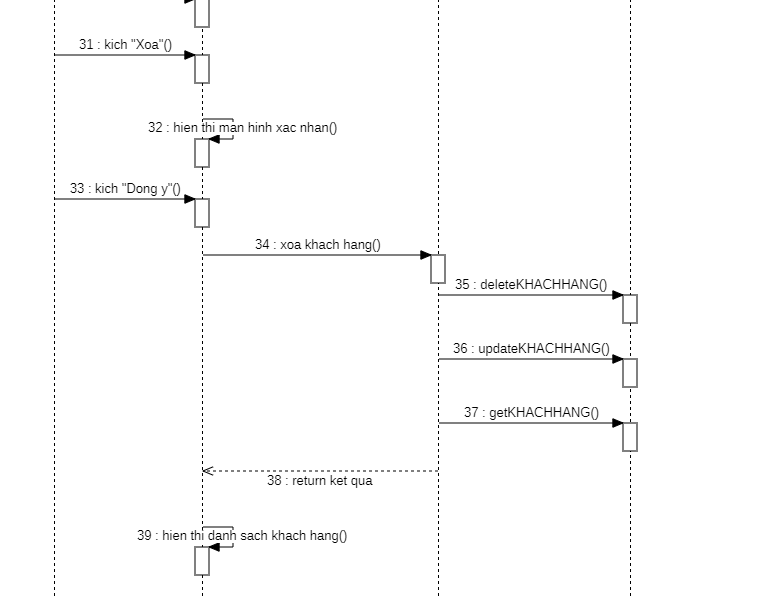 31 : kich "Xoa"()
32 : hien thi man hinh xac nhan()
33 : kich "Dong y"()
34 : xoa khach hang()
35 : deleteKHACHHANG()
36 : updateKHACHHANG()
37 : getKHACHHANG()
38 : return ket qua
39 : hien thi danh sach khach hang()